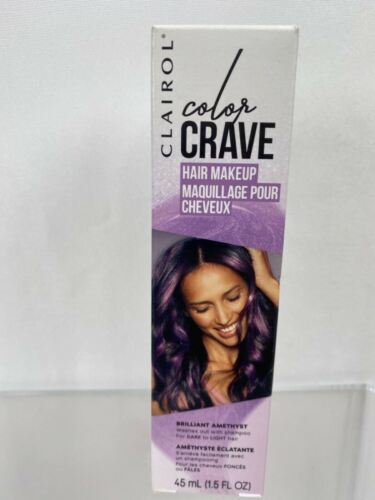 CLAIROL®
color
CRAVE
HAIR MAKEUP
MAQUILLAGE POUR
CHEVEUX
BRILLIANT AMETHYST
Washes out with shampoo
For DARK to LIGHT hair
AMÉTHYSTE ÉCLATANTE
S'enlève facilement avec
un shampooing
Pour les cheveux FONCÉS
ou PÂLES
45 mL (1.5 FL OZ)